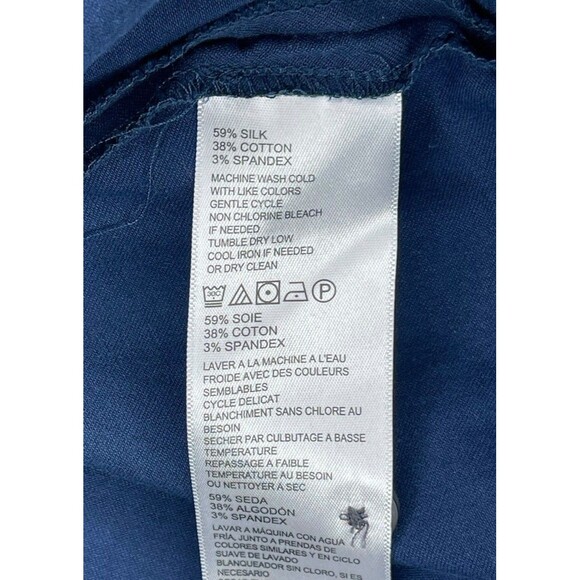 59% SILK
38% COTTON
3% SPANDEX
MACHINE WASH COLD
WITH LIKE COLORS
GENTLE CYCLE
NON CHLORINE BLEACH
IF NEEDED
TUMBLE DRY LOW
COOL IRON IF NEEDED
OR DRY CLEAN
30C P
59% SOIE
38% COTON
3% SPANDEX
LAVER A LA MACHINE A L'EAU
FROIDE AVEC DES COULEURS
SEMBLABLES
CYCLE DELICAT
BLANCHIMENT SANS CHLORE AU
BESOIN
SECHER PAR CULBUTAGE A BASSE
TEMPERATURE
REPASSAGE A FAIBLE
TEMPERATURE AU BESOIN
OU NETTOYER A SEC
59% SEDA
38% ALGODÓN
3% SPANDEX
LAVAR A MÁQUINA CON AGUA
FRÍA, JUNTO A PRENDAS DE
COLORES SIMILARES Y EN CICLO
SUAVE DE LAVADO
BLANQUEADOR SIN CLORO, SI ES
NECESARIO